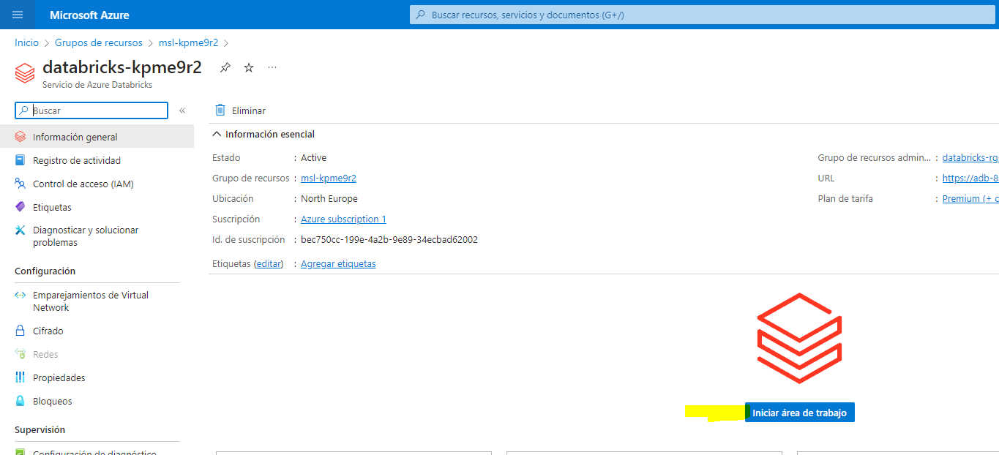 Microsoft Azure
Buscar recursos, servicios y documentos (G+/)
Inicio > Grupos de recursos > msl-kpme9r2 >
databricks-kpme9r2
Servicio de Azure Databricks
Buscar
Información general
Registro de actividad
Control de acceso (IAM)
Etiquetas
Diagnosticar y solucionar
problemas
Configuración
Emparejamientos de Virtual
Network
Cifrado
Redes
Propiedades
Bloqueos
Supervisión
Configuración de diagnóstico
Eliminar
Información esencial
Estado : Active
Grupo de recursos : msl-kpme9r2
Ubicación : North Europe
Suscripción : Azure subscription 1
Id. de suscripción : bec750cc-199e-4a2b-9e89-34ecbad62002
Etiquetas (editar) : Agregar etiquetas
Grupo de recursos admin... : databricks-rg
URL : https://adb-8
Plan de tarifa : Premium (+ c
Iniciar área de trabajo